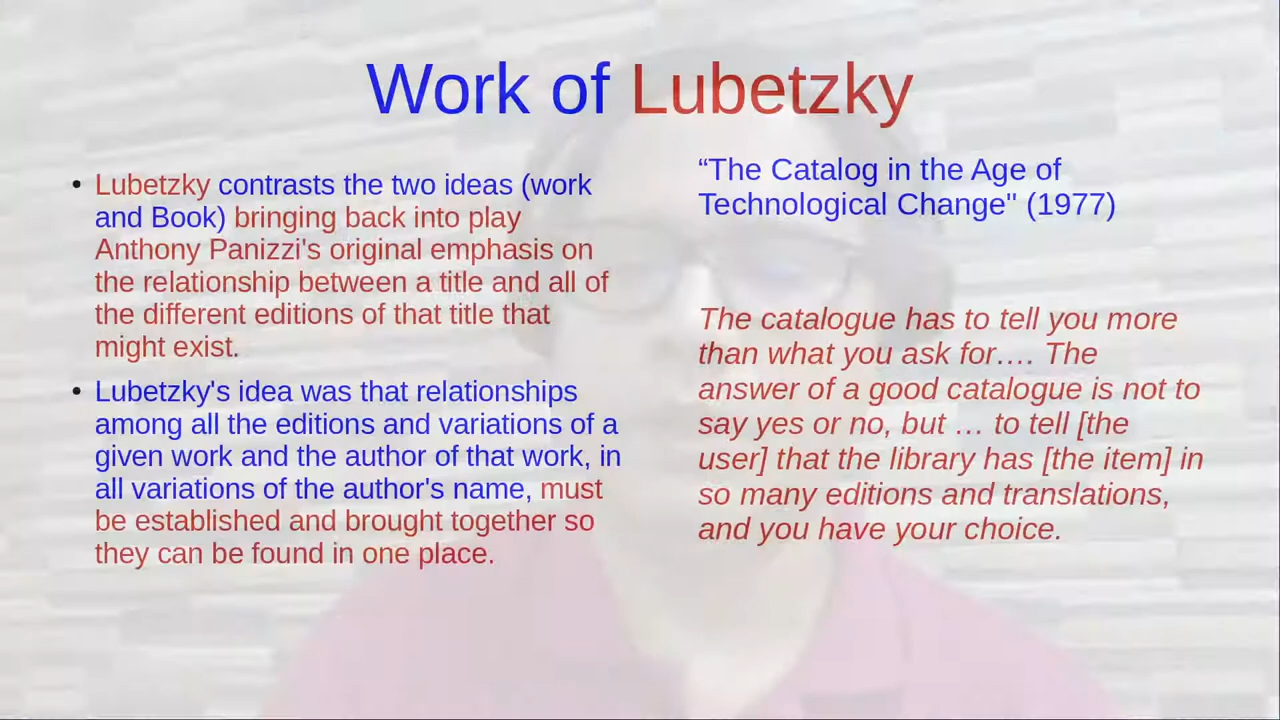 Work of Lubetzky
• Lubetzky contrasts the two ideas (work
and Book) bringing back into play
Anthony Panizzi's original emphasis on
the relationship between a title and all of
the different editions of that title that
might exist.
• Lubetzky's idea was that relationships
among all the editions and variations of a
given work and the author of that work, in
all variations of the author's name, must
be established and brought together so
they can be found in one place.
“The Catalog in the Age of
Technological Change" (1977)
The catalogue has to tell you more
than what you ask for…. The
answer of a good catalogue is not to
say yes or no, but … to tell [the
user] that the library has [the item] in
so many editions and translations,
and you have your choice.